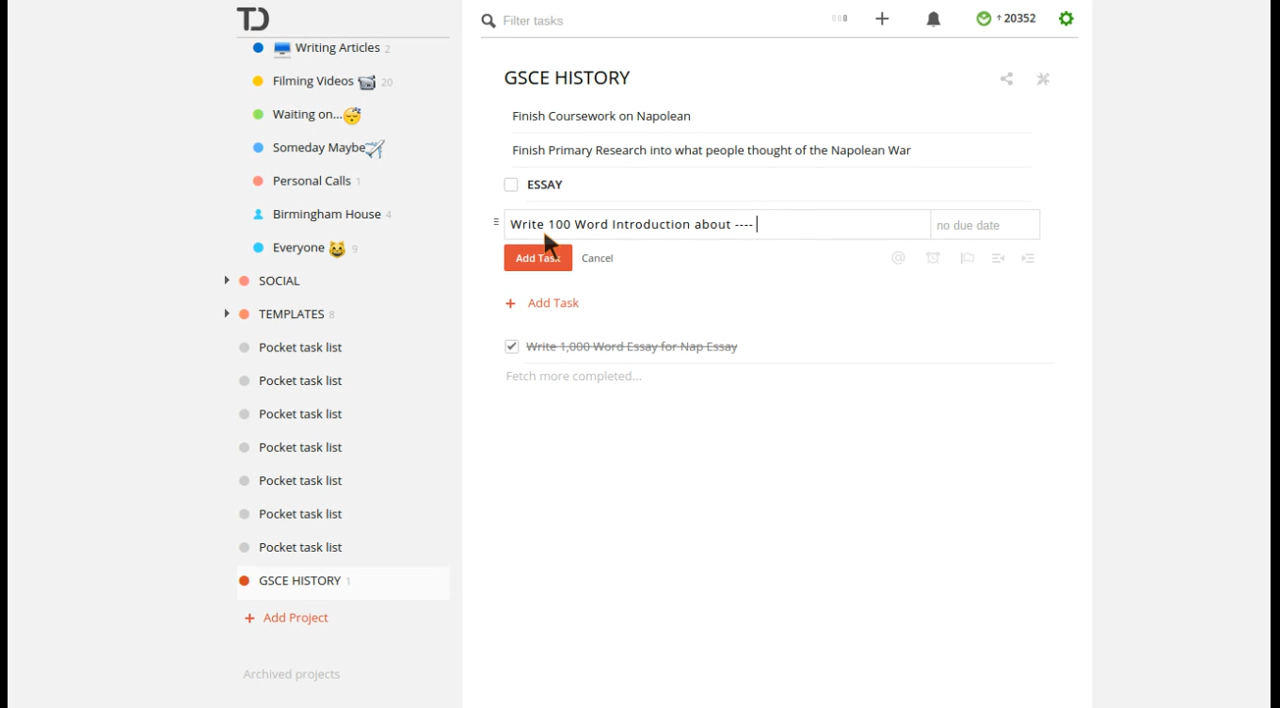 TD
Filter tasks
20352
Writing Articles 2
Filming Videos 20
Waiting on...
Someday Maybe
Personal Calls 1
Birmingham House 4
Everyone 9
SOCIAL
TEMPLATES 8
Pocket task list
Pocket task list
Pocket task list
Pocket task list
Pocket task list
Pocket task list
Pocket task list
GSCE HISTORY 1
+ Add Project
Archived projects
GSCE HISTORY
Finish Coursework on Napolean
Finish Primary Research into what people thought of the Napolean War
ESSAY
Write 100 Word Introduction about ----
no due date
Add Task
Cancel
+ Add Task
Write 1,000 Word Essay for Nap Essay
Fetch more completed...